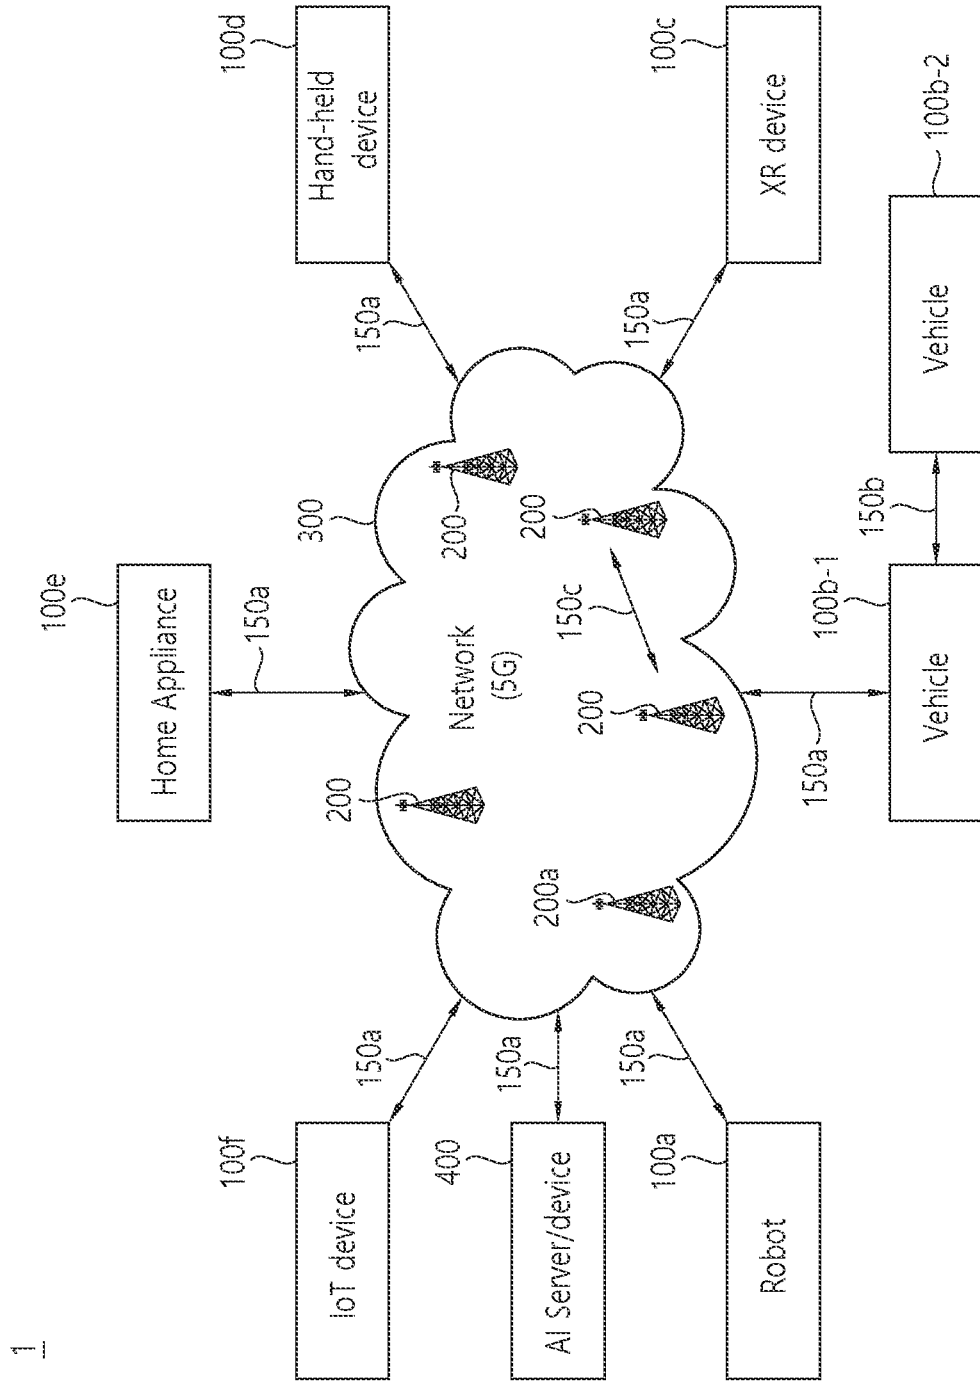 1
100e
Home Appliance
150a
100f
IoT device
150a
300
100d
Hand-held
device
150a
200
200
Network
(5G)
400
AI Server/device
150a
200a
200
200
150c
100a
Robot
150a
100c
XR device
150a
150a
100b-1
Vehicle
150b
100b-2
Vehicle